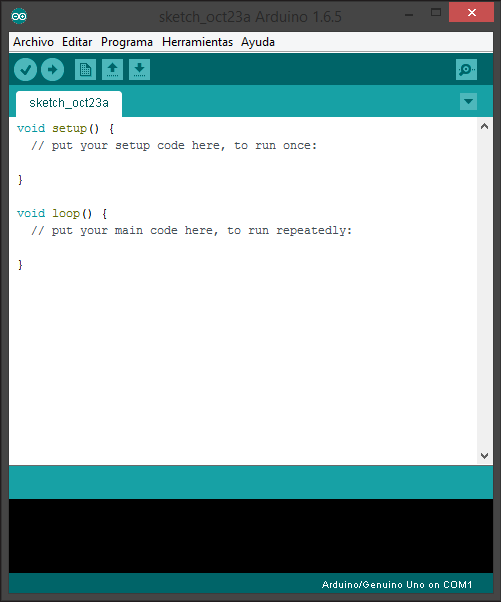 sketch_oct23a Arduino 1.6.5
Archivo Editar Programa Herramientas Ayuda
sketch_oct23a
void setup() {
  // put your setup code here, to run once:
}
void loop() {
  // put your main code here, to run repeatedly:
}
Arduino/Genuino Uno on COM1